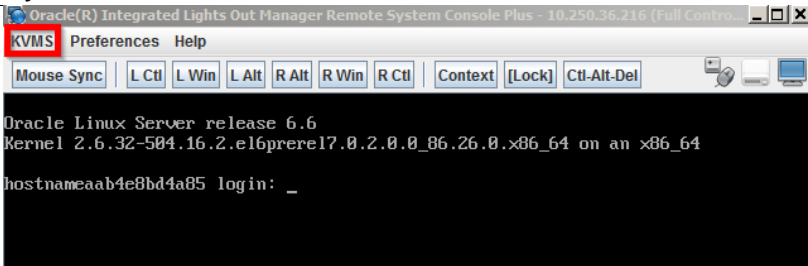 Oracle(R) Integrated Lights Out Manager Remote System Console Plus - 10.250.36.216 (Full Contro...
KVMS Preferences Help
Mouse Sync L Ctl L Win L Alt R Alt R Win R Ctl Context [Lock] Ctl-Alt-Del
Oracle Linux Server release 6.6
Kernel 2.6.32-504.16.2.el6prerel7.0.2.0.0_86.26.0.x86_64 on an x86_64
hostnameaab4e8bd4a85 login: _